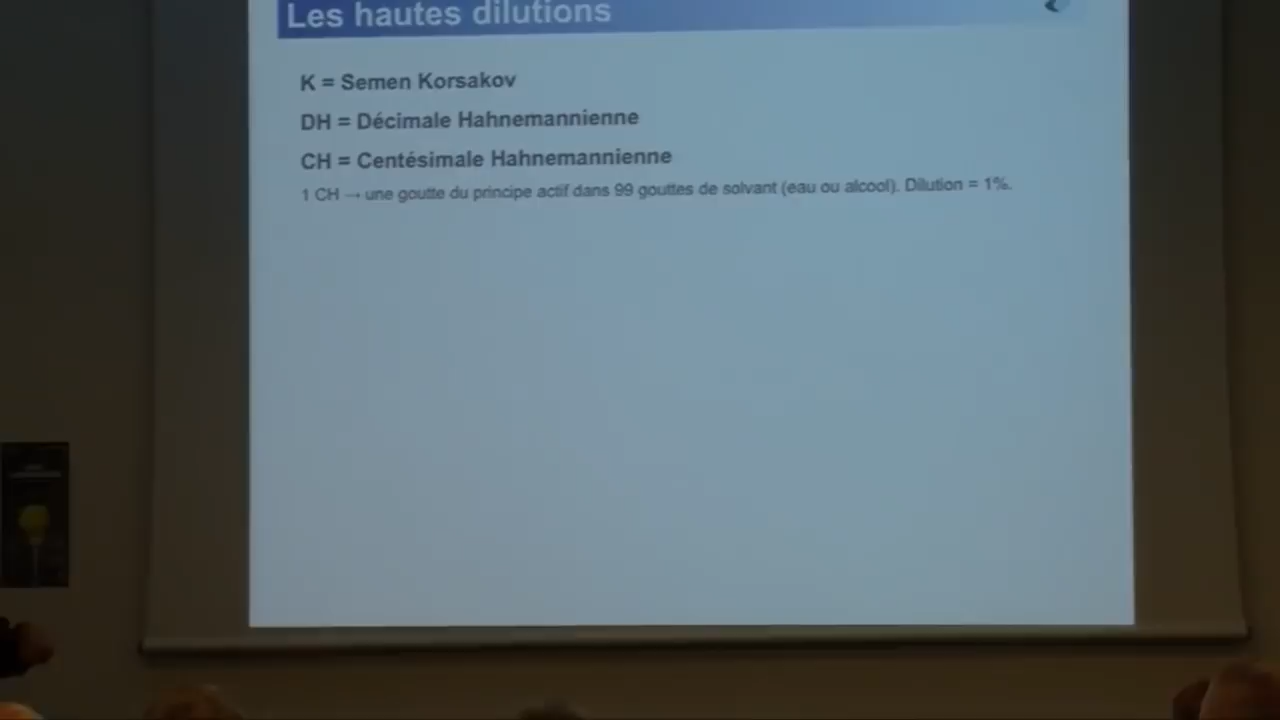 Les hautes dilutions
K = Semen Korsakov
DH = Décimale Hahnemannienne
CH = Centésimale Hahnemannienne
1 CH → une goutte du principe actif dans 99 gouttes de solvant (eau ou alcool). Dilution = 1%.